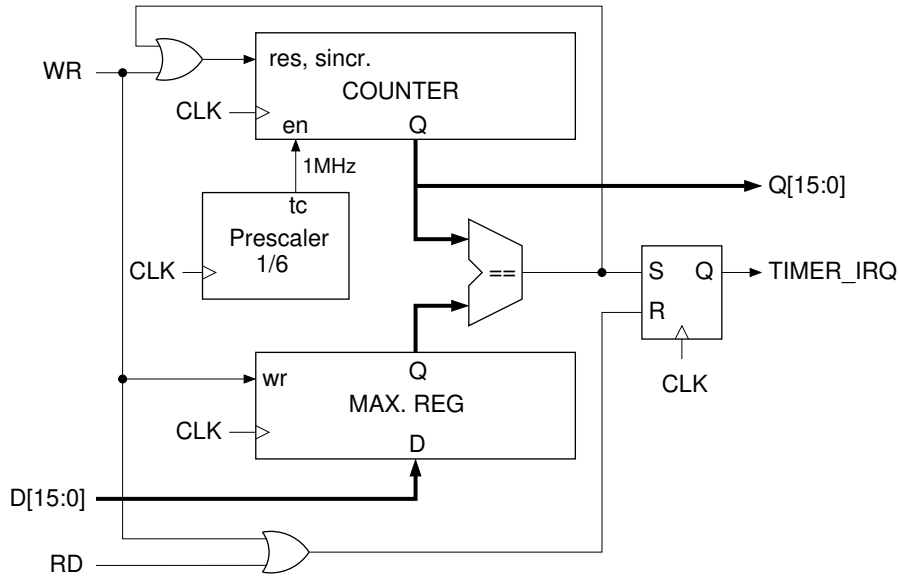 WR
res, sincr.
COUNTER
CLK
en
Q
1MHz
Q[15:0]
tc
Prescaler
1/6
CLK
==
S
Q
TIMER_IRQ
R
CLK
wr
Q
MAX. REG
CLK
D
D[15:0]
RD